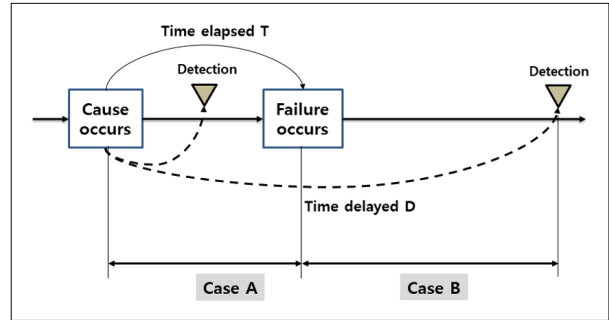 Time elapsed T
Detection
Detection
Cause
occurs
Failure
occurs
Time delayed D
Case A
Case B